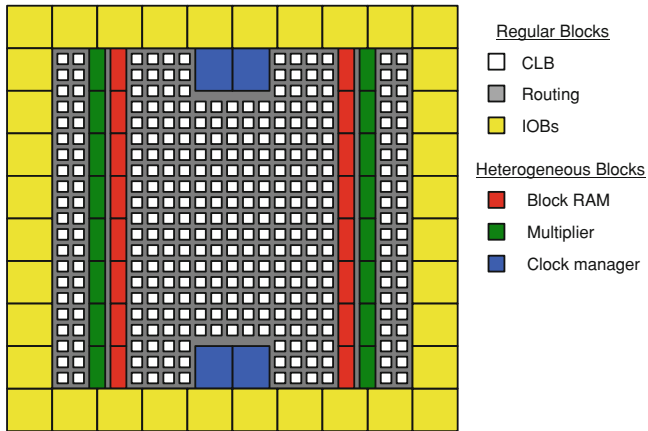 Regular Blocks
CLB
Routing
IOBs
Heterogeneous Blocks
Block RAM
Multiplier
Clock manager